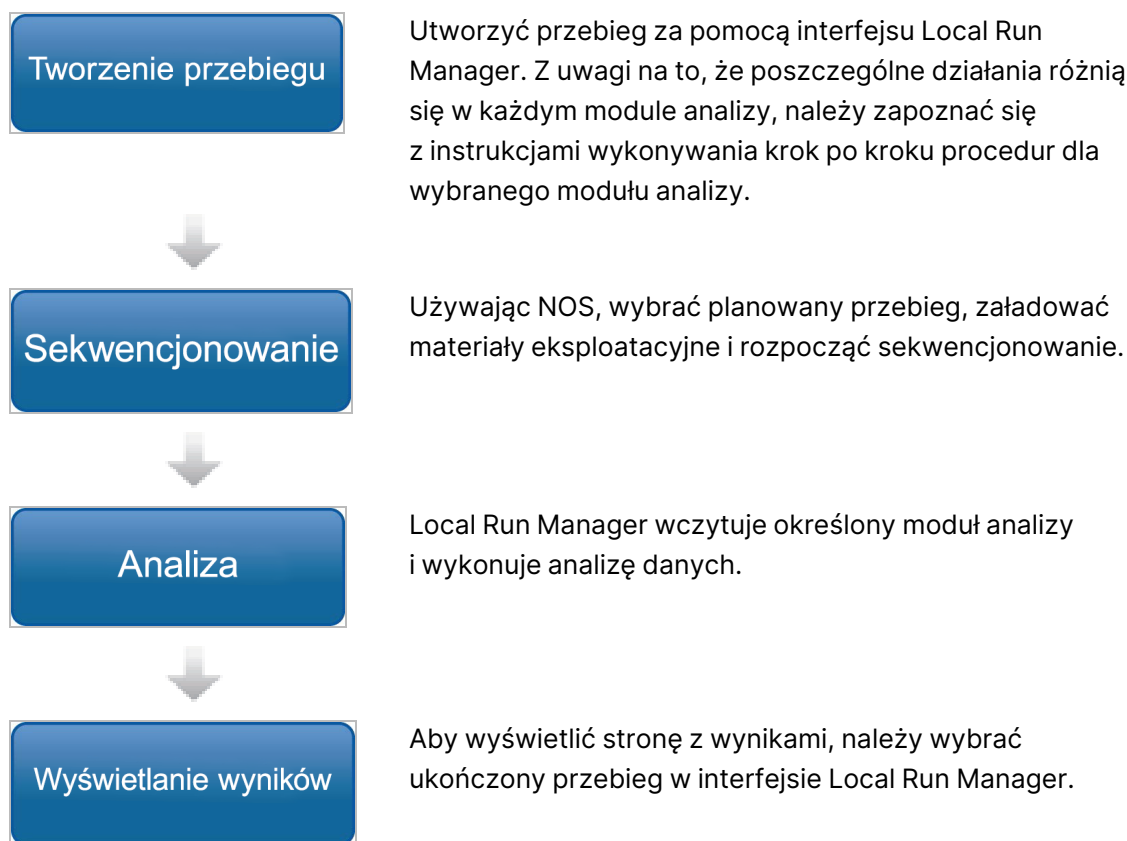 Tworzenie przebiegu
Utworzyć przebieg za pomocą interfejsu Local Run
Manager. Z uwagi na to, że poszczególne działania różnią
się w każdym module analizy, należy zapoznać się
z instrukcjami wykonywania krok po kroku procedur dla
wybranego modułu analizy.
Sekwencjonowanie
Używając NOS, wybrać planowany przebieg, załadować
materiały eksploatacyjne i rozpocząć sekwencjonowanie.
Analiza
Local Run Manager wczytuje określony moduł analizy
i wykonuje analizę danych.
Wyświetlanie wyników
Aby wyświetlić stronę z wynikami, należy wybrać
ukończony przebieg w interfejsie Local Run Manager.